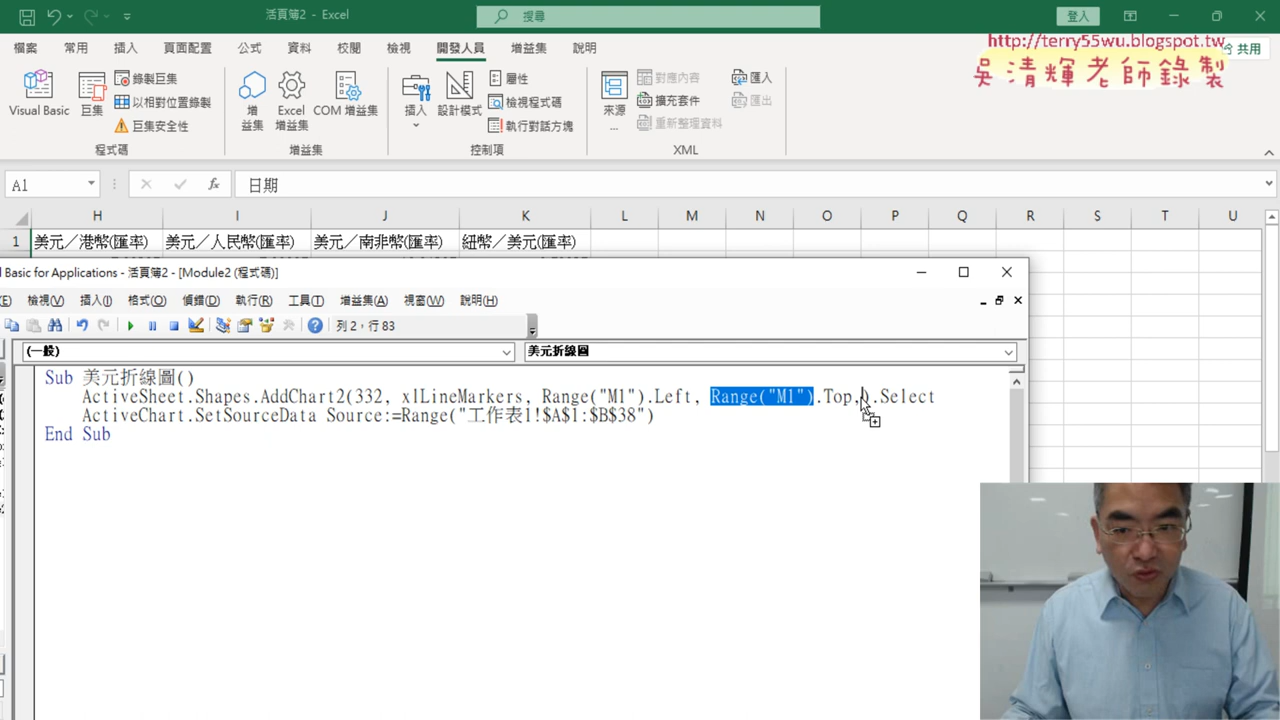 活頁簿2 - Excel
搜尋
登入
檔案 常用 插入 頁面配置 公式 資料 校閱 檢視 開發人員 增益集 說明
共用
http://terry55wu.blogspot.tw
吳清輝老師錄製
Visual Basic
巨集
錄製巨集
以相對位置錄製
巨集安全性
程式碼
增益集
Excel 增益集
COM 增益集
增益集
插入
設計模式
屬性
檢視程式碼
執行對話方塊
控制項
來源
...
對應內容
擴充套件
重新整理資料
匯入
匯出
XML
A1
fx
日期
H I J K L M N O P Q R S T U
1 美元／港幣(匯率) 美元／人民幣(匯率) 美元／南非幣(匯率) 紐幣／美元(匯率)
Basic for Applications - 活頁簿2 - [Module2 (程式碼)]
(E) 檢視(V) 插入(I) 格式(O) 偵錯(D) 執行(R) 工具(T) 增益集(A) 視窗(W) 說明(H)
列 2，行 83
(一般)
美元折線圖
Sub 美元折線圖()
ActiveSheet.Shapes.AddChart2(332, xlLineMarkers, Range("M1").Left, Range("M1").Top,).Select
ActiveChart.SetSourceData Source:=Range("工作表1!$A$1:$B$38")
End Sub